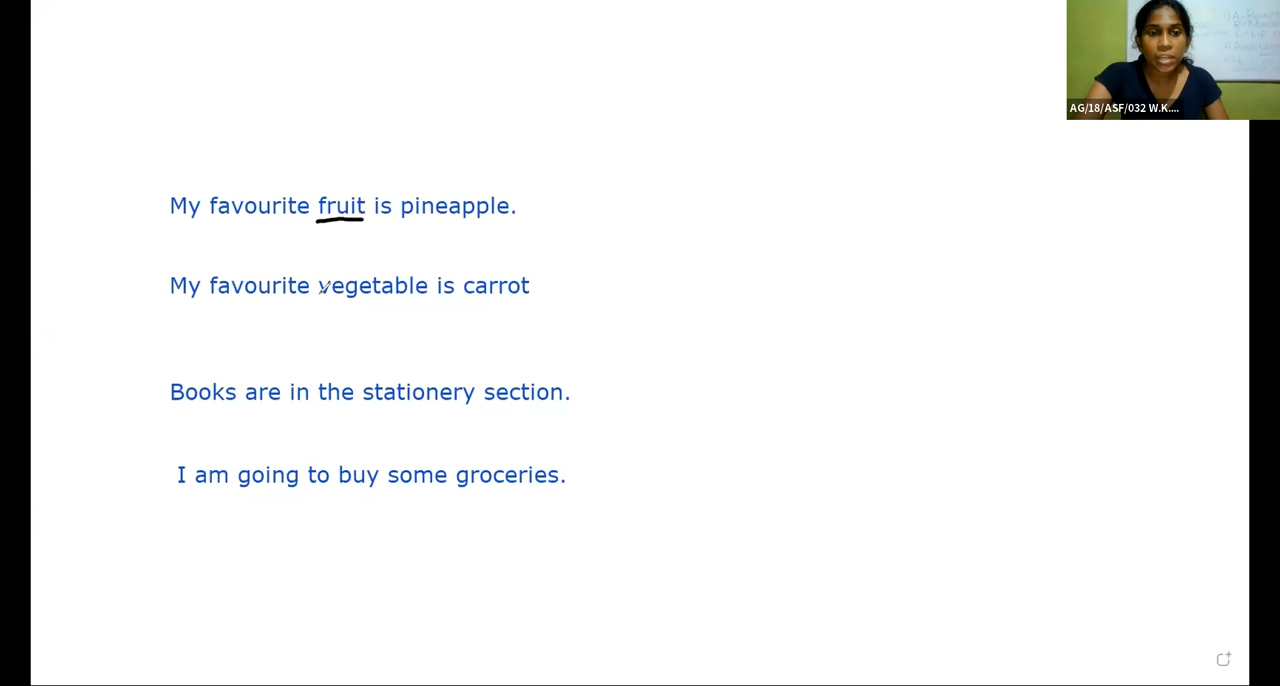 AG/18/ASF/032 W.K....
My favourite fruit is pineapple.
My favourite vegetable is carrot
Books are in the stationery section.
I am going to buy some groceries.